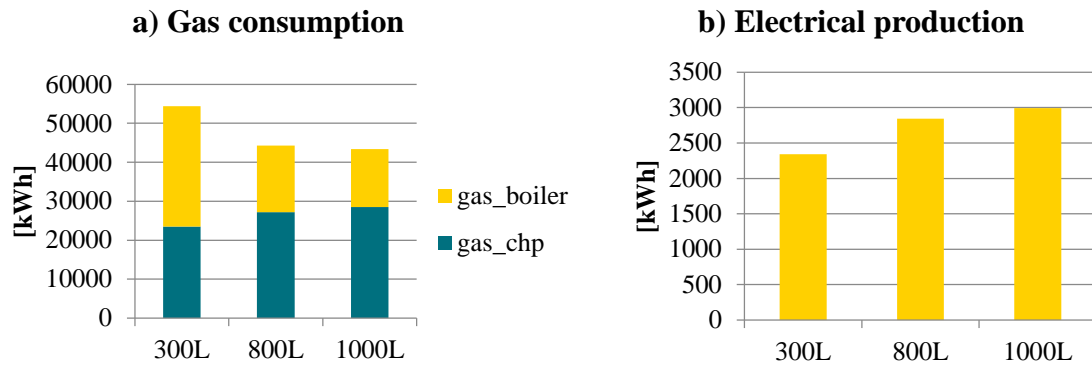 a) Gas consumption
[kWh]
60000
50000
40000
30000
20000
10000
0
300L 800L 1000L
gas_boiler
gas_chp
b) Electrical production
[kWh]
3500
3000
2500
2000
1500
1000
500
0
300L 800L 1000L